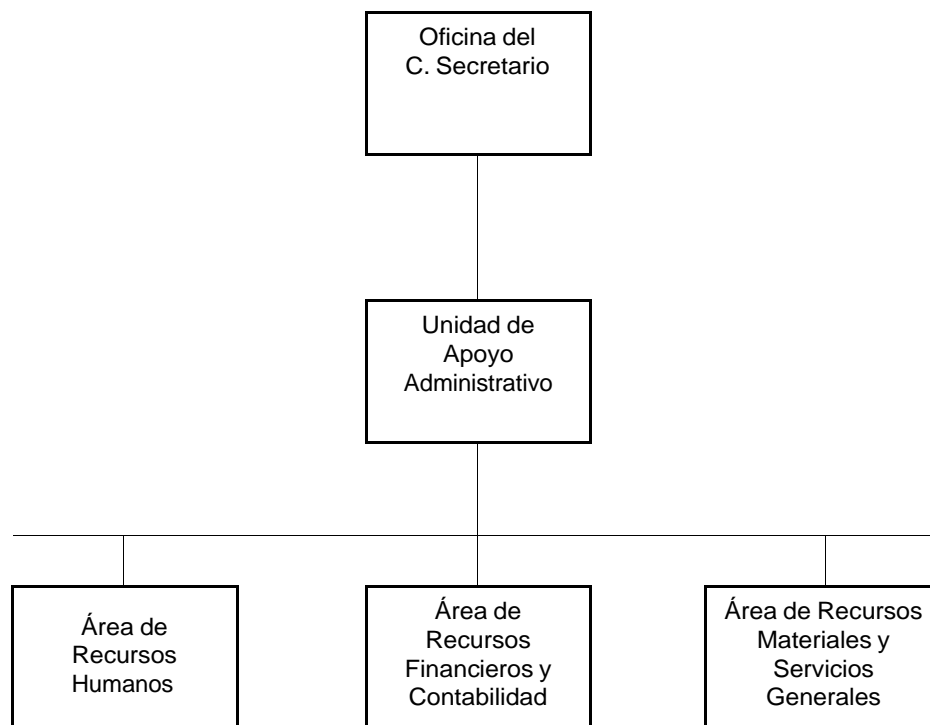 Oficina del
C. Secretario
Unidad de
Apoyo
Administrativo
Área de
Recursos
Humanos
Área de
Recursos
Financieros y
Contabilidad
Área de Recursos
Materiales y
Servicios
Generales